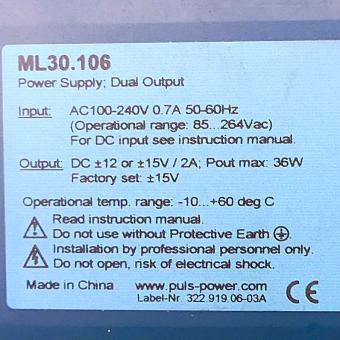 ML30.106
Power Supply; Dual Output
Input: AC100-240V 0.7A 50-60Hz
(Operational range: 85...264Vac)
For DC input see instruction manual.
Output: DC ±12 or ±15V / 2A; Pout max: 36W
Factory set: ±15V
Operational temp. range: -10...+60 deg C
Read instruction manual.
Do not use without Protective Earth ⏚.
Installation by professional personnel only.
Do not open, risk of electrical shock.
Made in China www.puls-power.com
Label-Nr. 322.919.06-03A CE